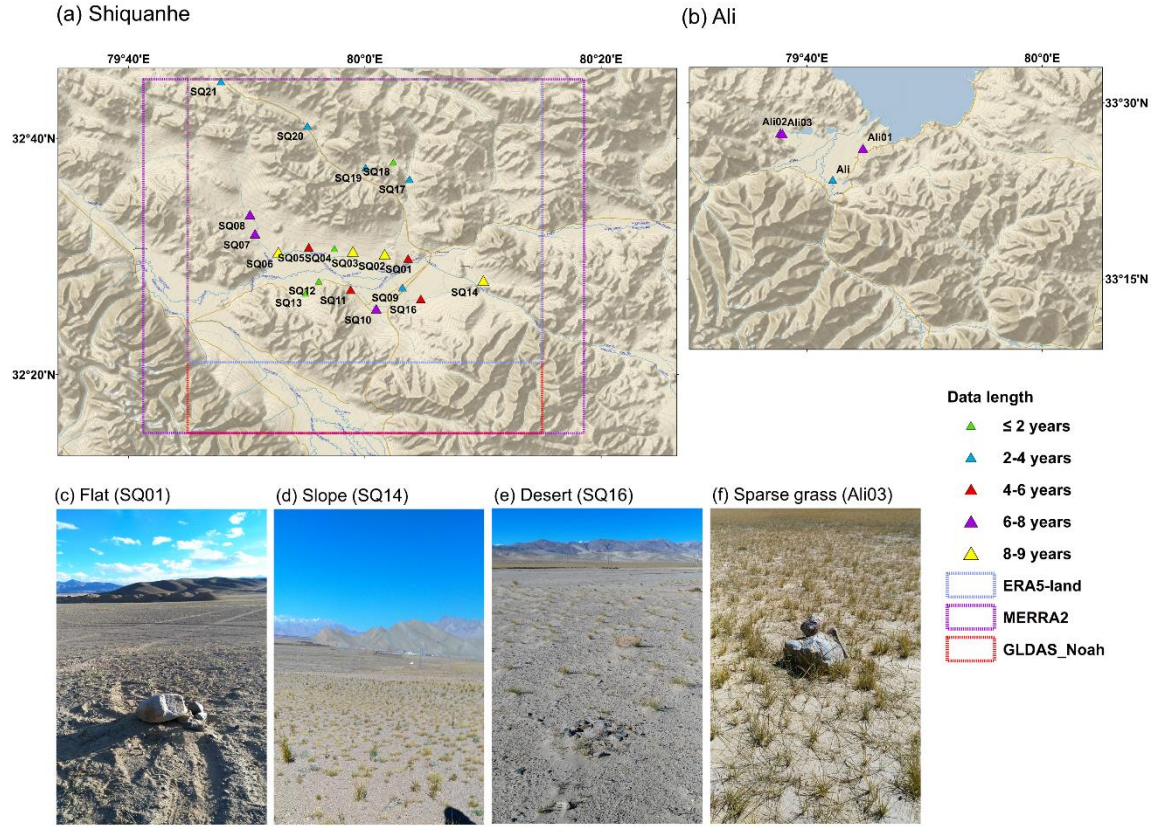 (a) Shiquanhe
(b) Ali
79°40'E
80°0'E
80°20'E
79°40'E
80°0'E
32°40'N
32°20'N
33°30'N
33°15'N
SQ21
SQ20
SQ19
SQ18
SQ17
SQ08
SQ07
SQ06
SQ05
SQ04
SQ03
SQ02
SQ01
SQ14
SQ13
SQ12
SQ11
SQ09
SQ16
SQ10
Ali02
Ali03
Ali01
Ali
Data length
≤ 2 years
2-4 years
4-6 years
6-8 years
8-9 years
ERA5-land
MERRA2
GLDAS_Noah
(c) Flat (SQ01)
(d) Slope (SQ14)
(e) Desert (SQ16)
(f) Sparse grass (Ali03)